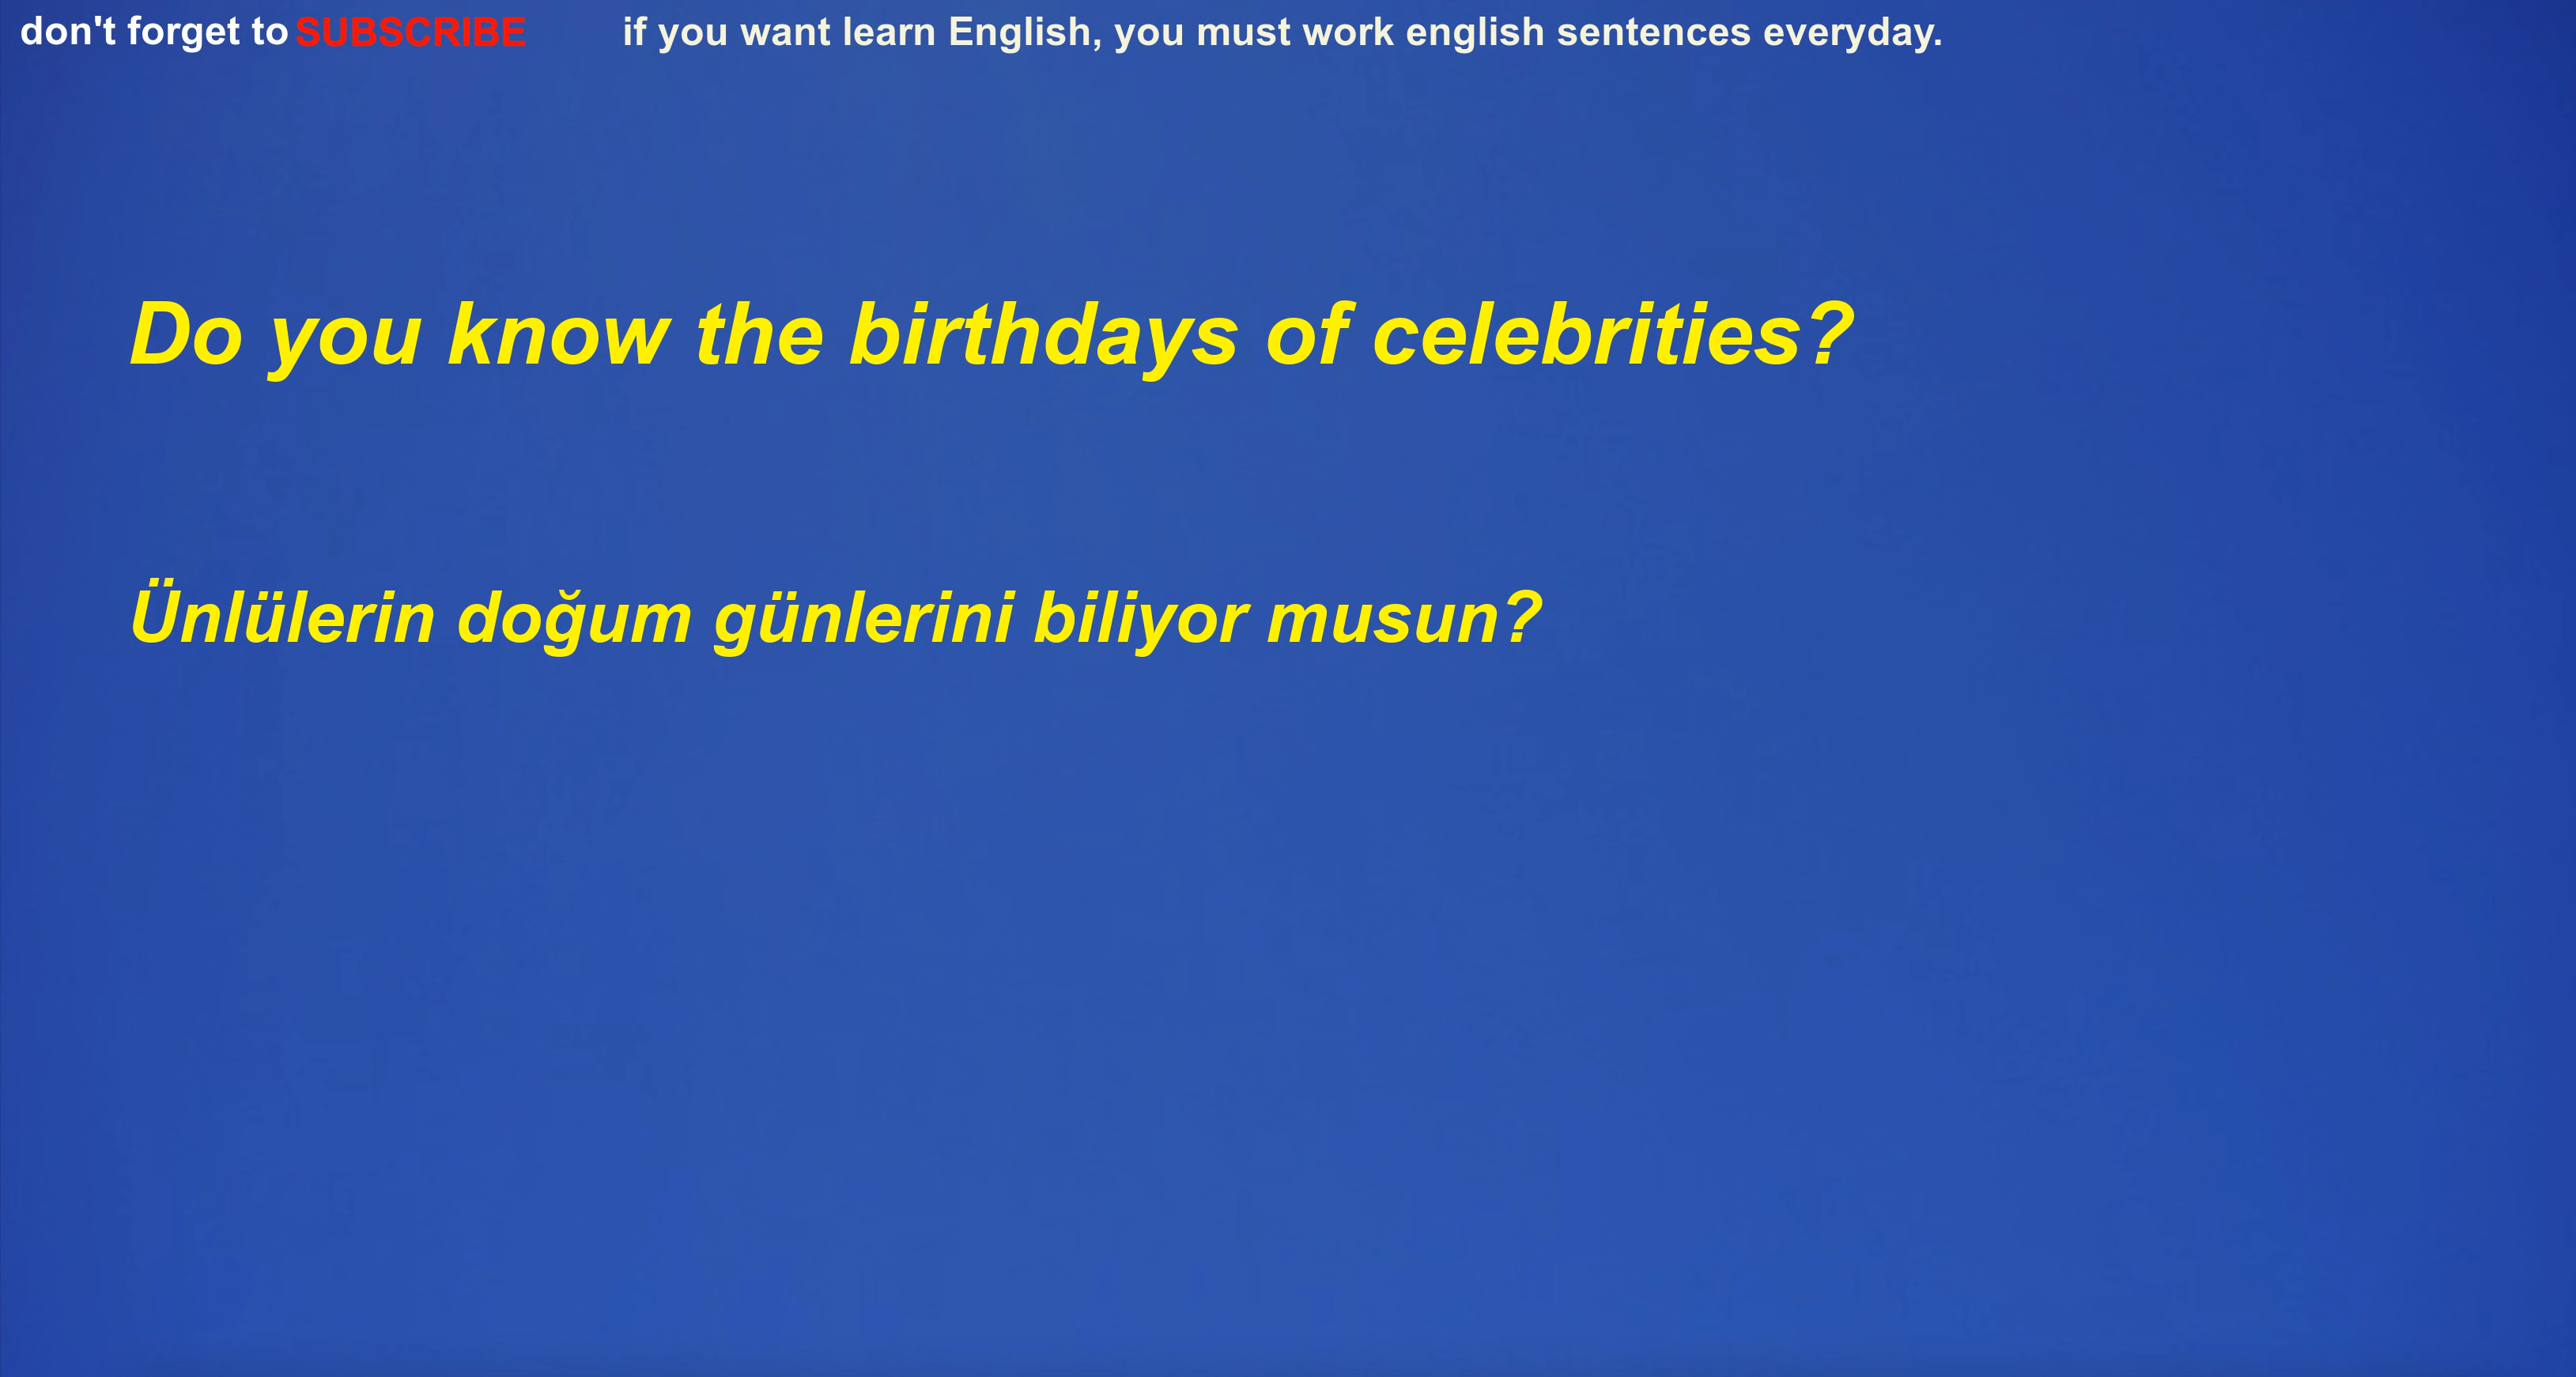 don't forget to SUBSCRIBE if you want learn English, you must work english sentences everyday.
Do you know the birthdays of celebrities?
Ünlülerin doğum günlerini biliyor musun?